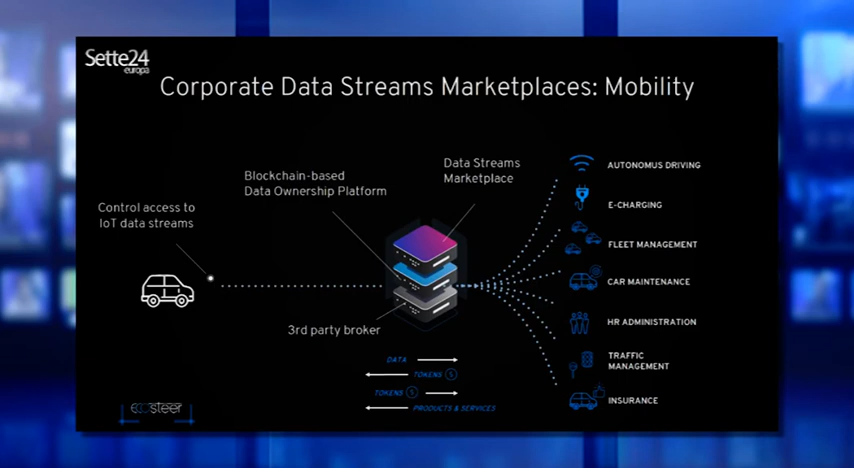 Sette24
europa
Corporate Data Streams Marketplaces: Mobility
Control access to
IoT data streams
Blockchain-based
Data Ownership Platform
Data Streams
Marketplace
3rd party broker
DATA
TOKENS $
TOKENS $
PRODUCTS & SERVICES
AUTONOMUS DRIVING
E-CHARGING
FLEET MANAGEMENT
CAR MAINTENANCE
HR ADMINISTRATION
TRAFFIC
MANAGEMENT
INSURANCE
ecosteer